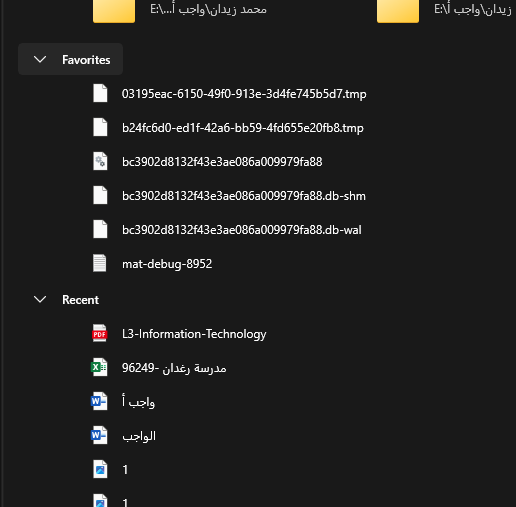 محمد زيدان\واجب أ...\:E
زيدان\واجب أ\:E
Favorites
03195eac-6150-49f0-913e-3d4fe745b5d7.tmp
b24fc6d0-ed1f-42a6-bb59-4fd655e20fb8.tmp
bc3902d8132f43e3ae086a009979fa88
bc3902d8132f43e3ae086a009979fa88.db-shm
bc3902d8132f43e3ae086a009979fa88.db-wal
mat-debug-8952
Recent
L3-Information-Technology
مدرسة رغدان -96249
واجب أ
الواجب
1
1